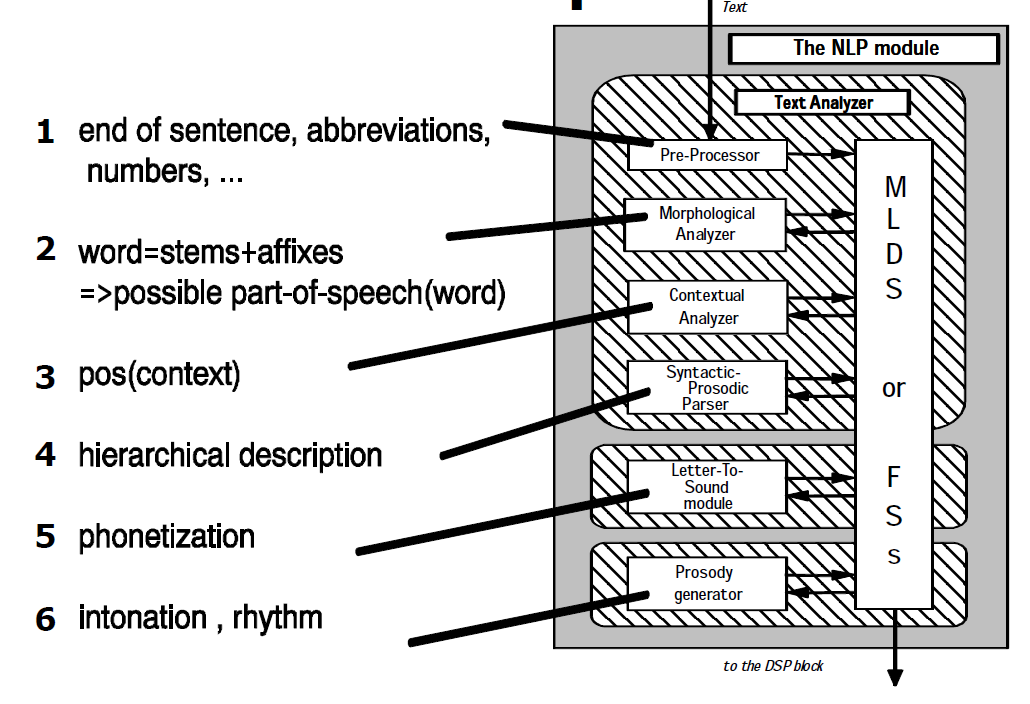 Text
The NLP module
Text Analyzer
1 end of sentence, abbreviations,
numbers, ...
Pre-Processor
2 word=stems+affixes
=>possible part-of-speech(word)
Morphological
Analyzer
3 pos(context)
Contextual
Analyzer
4 hierarchical description
Syntactic-
Prosodic
Parser
5 phonetization
Letter-To-
Sound
module
6 intonation , rhythm
Prosody
generator
M
L
D
S
or
F
S
s
to the DSP block